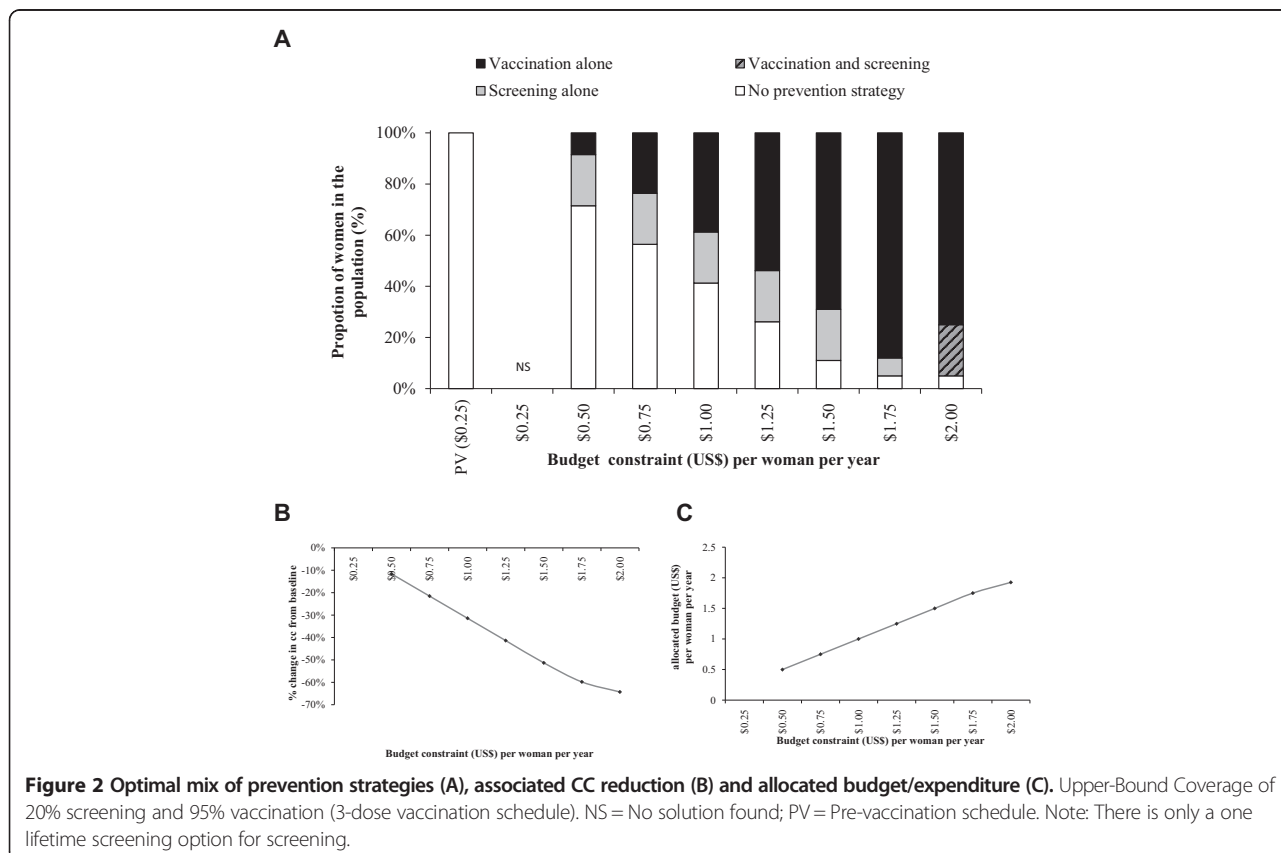 A
Vaccination alone
Vaccination and screening
Screening alone
No prevention strategy
Propotion of women in the
population (%)
100%
80%
60%
40%
20%
0%
NS
PV ($0.25)
$0.25
$0.50
$0.75
$1.00
$1.25
$1.50
$1.75
$2.00
Budget constraint (US$) per woman per year
B
% change in cc from baseline
0%
-10%
-20%
-30%
-40%
-50%
-60%
-70%
$0.25
$0.50
$0.75
$1.00
$1.25
$1.50
$1.75
$2.00
Budget constraint (US$) per woman per year
C
allocated budget (US$)
per woman per year
2.5
2
1.5
1
0.5
0
$0.25
$0.50
$0.75
$1.00
$1.25
$1.50
$1.75
$2.00
Budget constraint (US$) per woman per year
Figure 2 Optimal mix of prevention strategies (A), associated CC reduction (B) and allocated budget/expenditure (C). Upper-Bound Coverage of
20% screening and 95% vaccination (3-dose vaccination schedule). NS = No solution found; PV = Pre-vaccination schedule. Note: There is only a one
lifetime screening option for screening.